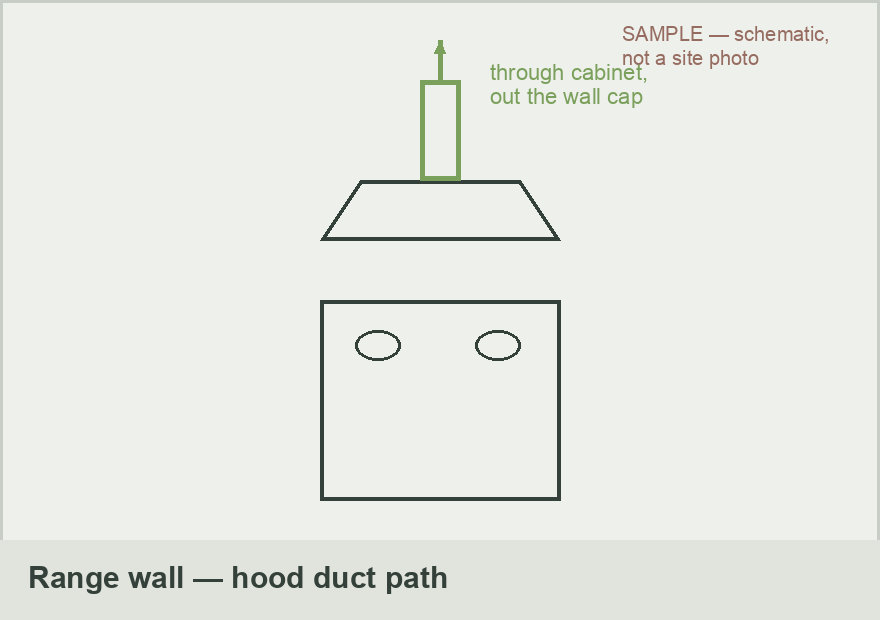 SAMPLE — schematic,
not a site photo
through cabinet,
out the wall cap
Range wall — hood duct path